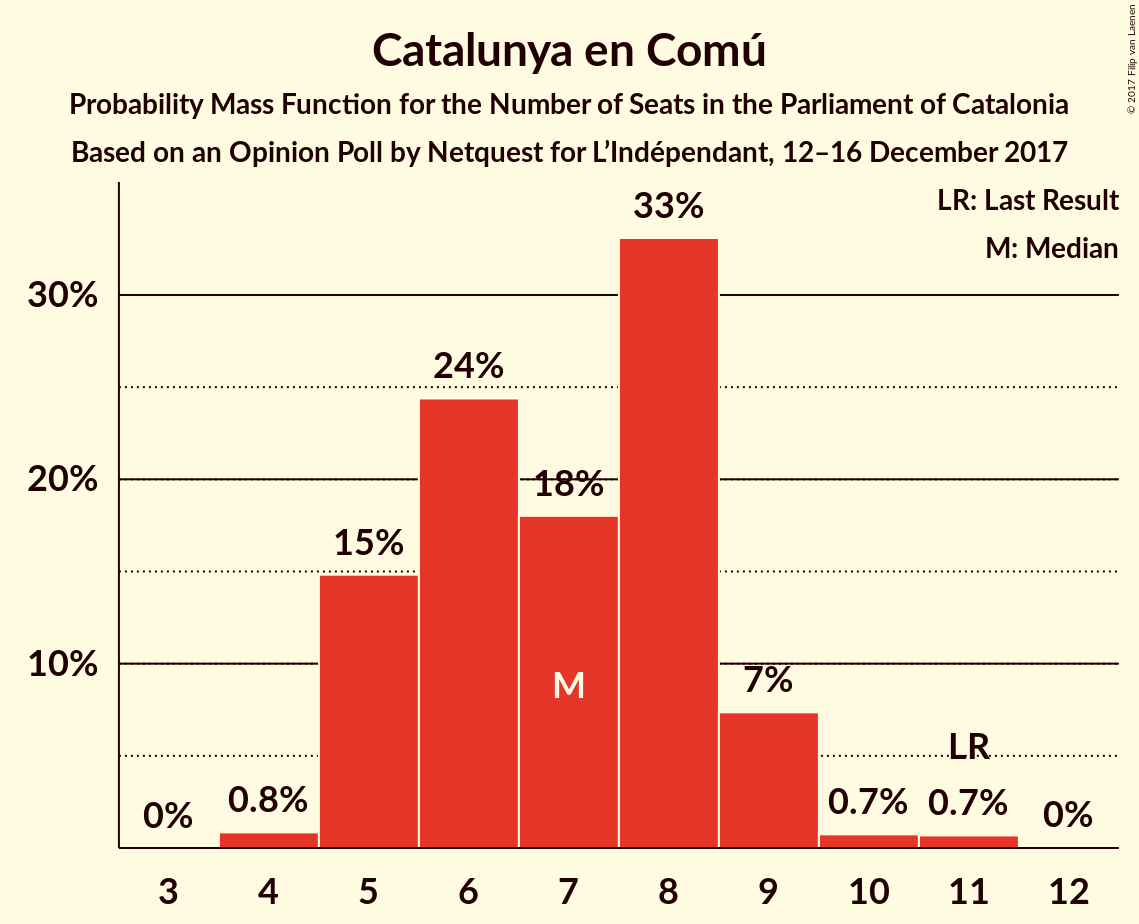 Catalunya en Comú
Probability Mass Function for the Number of Seats in the Parliament of Catalonia
Based on an Opinion Poll by Netquest for L’Indépendant, 12–16 December 2017
© 2017 Filip van Laenen
LR: Last Result
M: Median
33%
30%
24%
20%
18%
15%
10%
M
7%
LR
0%
0.8%
0.7%
0.7%
0%
3 4 5 6 7 8 9 10 11 12